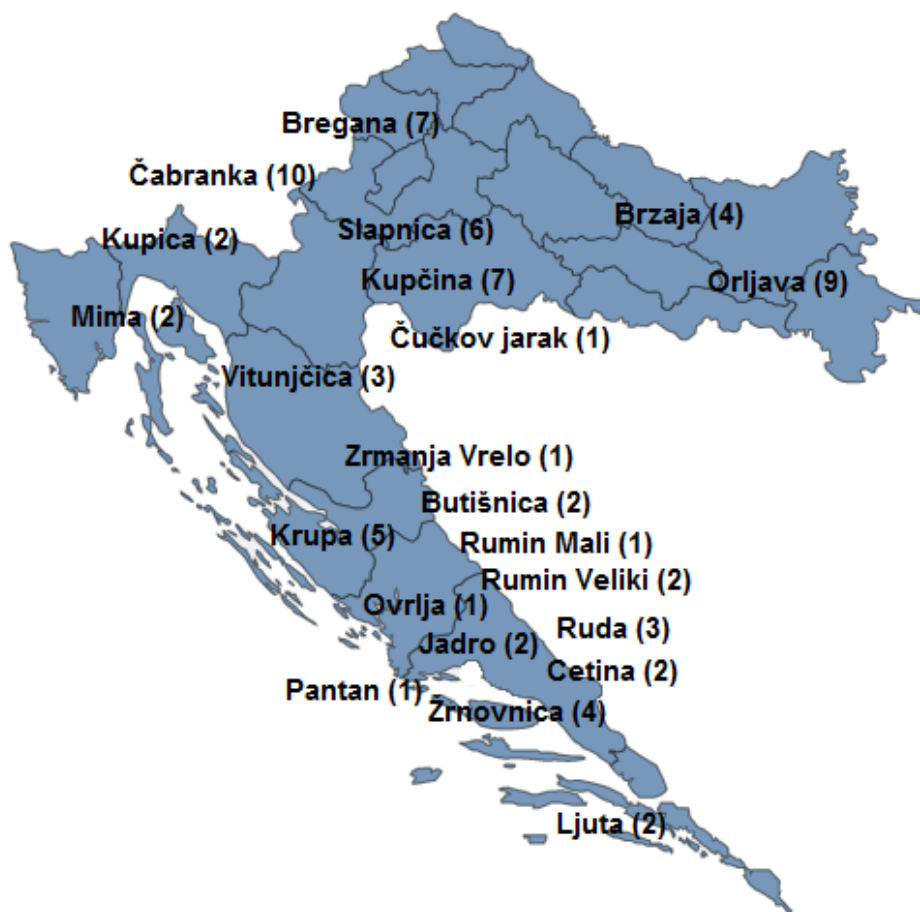 Bregana (7)
Čabranka (10)
Brzaja (4)
Slapnica (6)
Kupica (2)
Kupčina (7)
Orljava (9)
Mima (2)
Čučkov jarak (1)
Vitunjčica (3)
Zrmanja Vrelo (1)
Butišnica (2)
Krupa (5)
Rumin Mali (1)
Rumin Veliki (2)
Ovrlja (1)
Ruda (3)
Jadro (2)
Cetina (2)
Pantan (1)
Žrnovnica (4)
Ljuta (2)